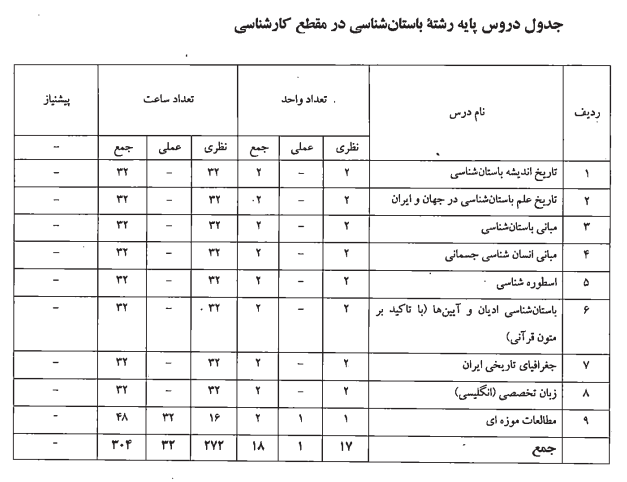 جدول دروس پایه رشتهٔ باستان‌شناسی در مقطع کارشناسی
ردیف نام درس تعداد واحد تعداد ساعت پیشنیاز
نظری عملی جمع نظری عملی جمع --
۱ تاریخ اندیشه باستان‌شناسی ۲ – ۲ ۳۲ – ۳۲ –
۲ تاریخ علم باستان‌شناسی در جهان و ایران ۲ – ۲ ۳۲ – ۳۲ –
۳ مبانی باستان‌شناسی ۲ – ۲ ۳۲ – ۳۲ –
۴ مبانی انسان شناسی جسمانی ۲ – ۲ ۳۲ – ۳۲ –
۵ اسطوره شناسی ۲ – ۲ ۳۲ – ۳۲ –
۶ باستان‌شناسی ادیان و آیین‌ها (با تاکید بر ۲ – ۲ ۳۲ – ۳۲ –
متون قرآنی)
۷ جغرافیای تاریخی ایران ۲ – ۲ ۳۲ – ۳۲ –
۸ زبان تخصصی (انگلیسی) ۲ – ۲ ۳۲ – ۳۲ –
۹ مطالعات موزه ای ۱ ۱ ۲ ۱۶ ۳۲ ۴۸ –
جمع ۱۷ ۱ ۱۸ ۲۷۲ ۳۲ ۳۰۴ –